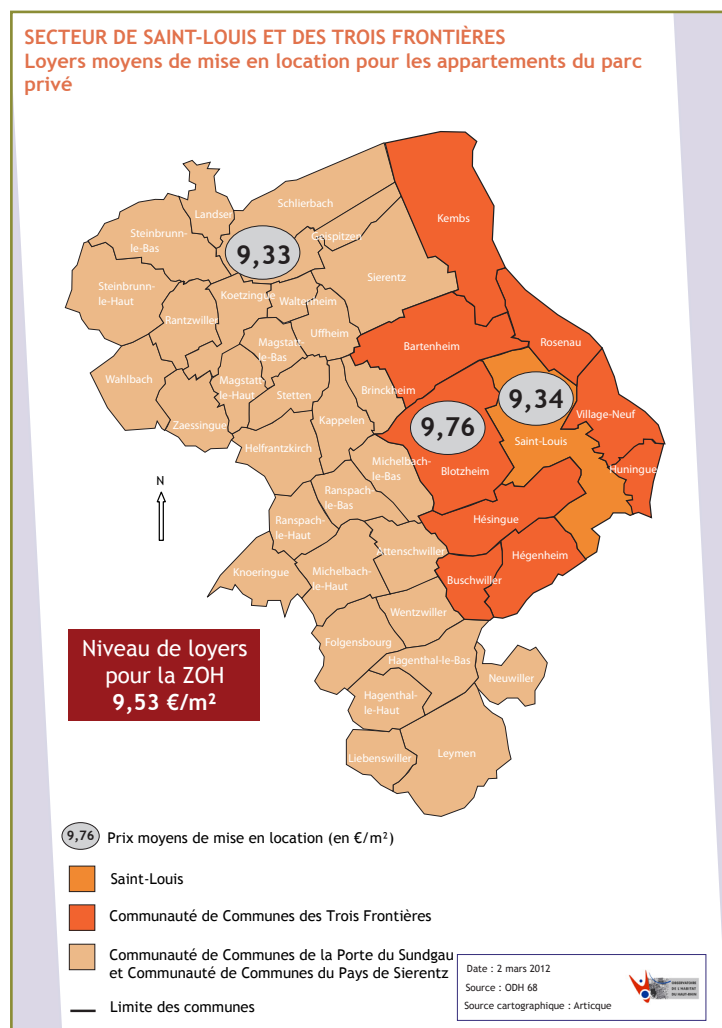 SECTEUR DE SAINT-LOUIS ET DES TROIS FRONTIÈRES
Loyers moyens de mise en location pour les appartements du parc
privé
Landser
Schlierbach
Kembs
Steinbrunn-
le-Bas
Geispitzen
9,33
Sierentz
Steinbrunn-
le-Haut
Koetzingue
Waltenheim
Rantzwiller
Uffheim
Bartenheim
Rosenau
Magstatt-
le-Bas
Wahlbach
Magstatt-
le-Haut
Stetten
Brinckheim
9,34
Zaessingue
Kappelen
9,76
Village-Neuf
Saint-Louis
Helfrantzkirch
Michelbach-
le-Bas
Blotzheim
Huningue
Ranspach-
le-Bas
Ranspach-
le-Haut
Hésingue
N
Attenschwiller
Hégenheim
Knoeringue
Michelbach-
le-Haut
Buschwiller
Wentzwiller
Folgensbourg
Hagenthal-le-Bas
Neuwiller
Hagenthal-
le-Haut
Liebenswiller
Leymen
Niveau de loyers
pour la ZOH
9,53 €/m²
9,76 Prix moyens de mise en location (en €/m²)
Saint-Louis
Communauté de Communes des Trois Frontières
Communauté de Communes de la Porte du Sundgau
et Communauté de Communes du Pays de Sierentz
Limite des communes
Date : 2 mars 2012
Source : ODH 68
Source cartographique : Articque
OBSERVATOIRE
DE L'HABITAT
DU HAUT-RHIN